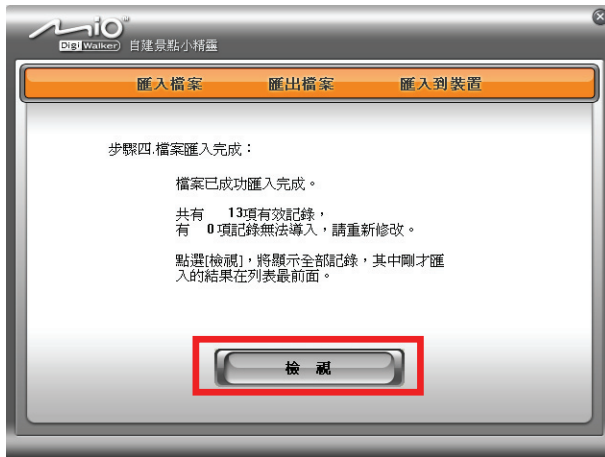 Mio
DigiWalker 自建景點小精靈
匯入檔案 匯出檔案 匯入到裝置
步驟四.檔案匯入完成：
檔案已成功匯入完成。
共有 13項有效記錄，
有 0項記錄無法導入，請重新修改。
點選[檢視]，將顯示全部記錄，其中剛才匯
入的結果在列表最前面。
檢 視